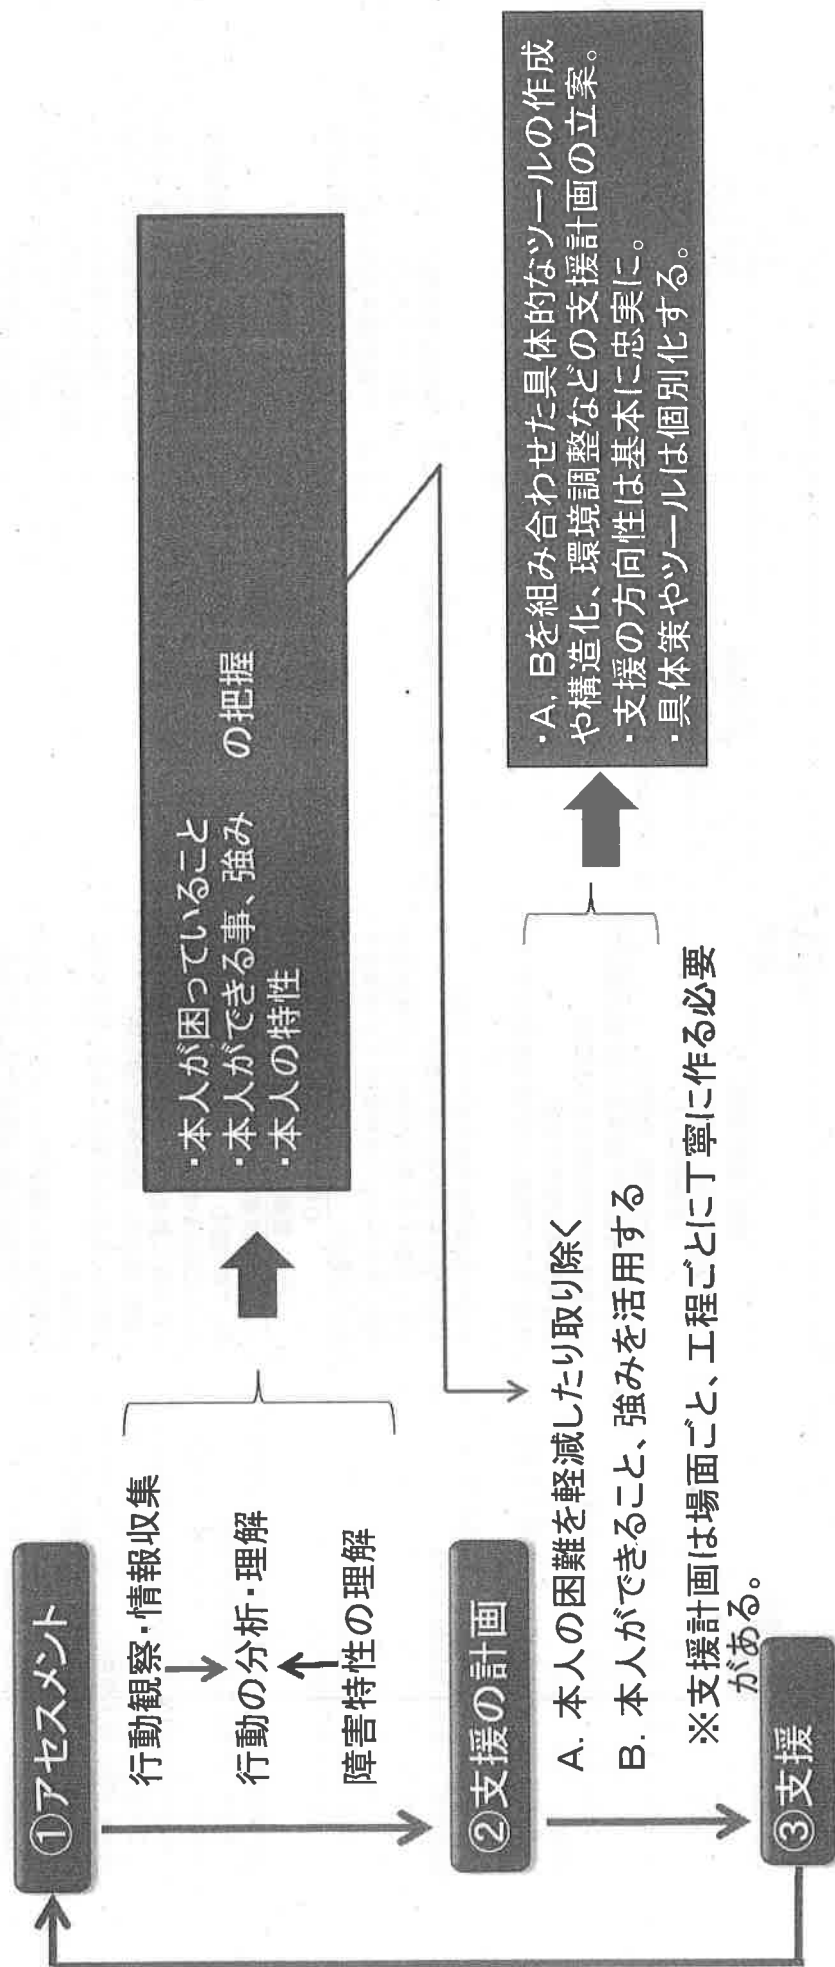 ①アセスメント
行動観察・情報収集
行動の分析・理解
障害特性の理解
・本人が困っていること
・本人ができる事、強み　の把握
・本人の特性
②支援の計画
A. 本人の困難を軽減したり取り除く
B. 本人ができること、強みを活用する
※支援計画は場面ごと、工程ごとに丁寧に作る必要
がある。
・A, Bを組み合わせた具体的なツールの作成
や構造化、環境調整などの支援計画の立案。
・支援の方向性は基本に忠実に。
・具体策やツールは個別化する。
③支援